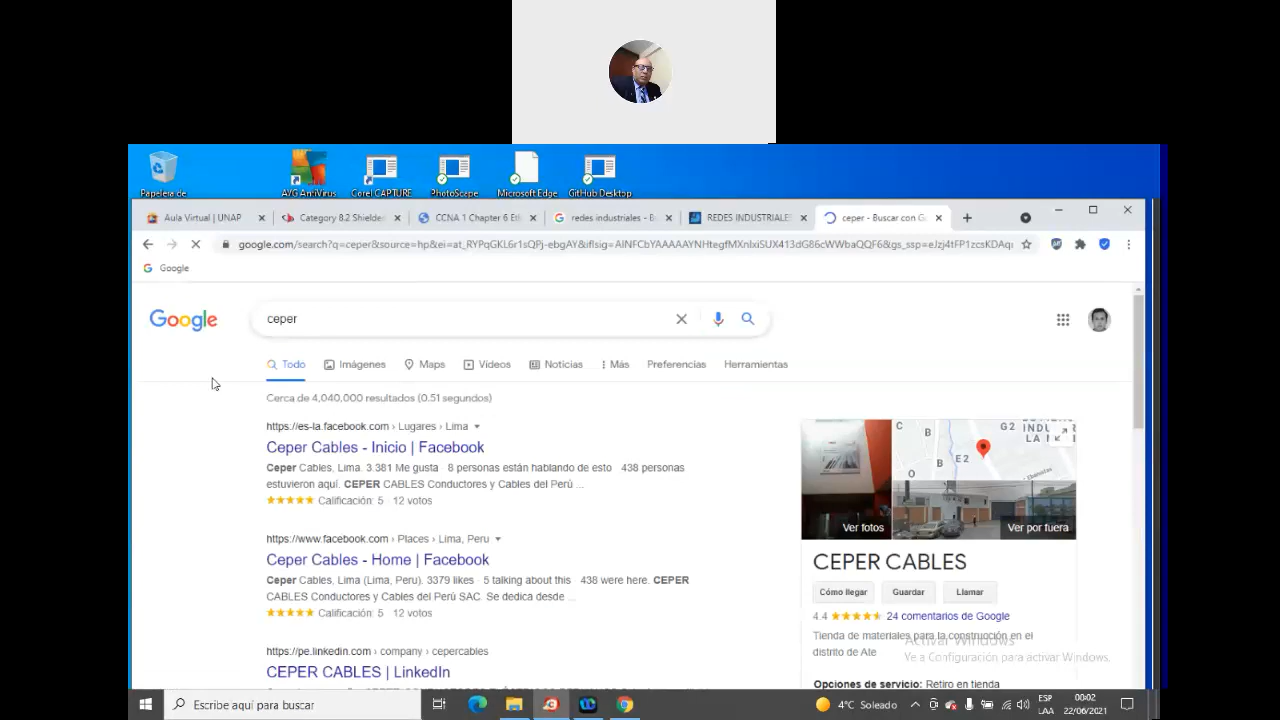 Papelera de
AVG AntiVirus
Corel CAPTURE
PhotoScape
Microsoft Edge
GitHub Desktop
Aula Virtual | UNAP
Category 8.2 Shielde
CCNA 1 Chapter 6 Et
redes industriales - Bu
REDES INDUSTRIALES
ceper - Buscar con G
google.com/search?q=ceper&source=hp&ei=
Google
Google
ceper
Todo
Imágenes
Maps
Videos
Noticias
Más
Preferencias
Herramientas
Cerca de 4,040,000 resultados (0.51 segundos)
https://es-la.facebook.com › Lugares › Lima
Ceper Cables - Inicio | Facebook
Ceper Cables, Lima. 3.381 Me gusta · 8 personas están hablando de esto · 438 personas
estuvieron aquí. CEPER CABLES Conductores y Cables del Perú ...
Calificación: 5 · 12 votos
https://www.facebook.com › Places › Lima, Peru
Ceper Cables - Home | Facebook
Ceper Cables, Lima (Lima, Peru). 3379 likes · 5 talking about this · 438 were here. CEPER
CABLES Conductores y Cables del Perú SAC. Se dedica desde ...
Calificación: 5 · 12 votos
https://pe.linkedin.com › company › cepercables
CEPER CABLES | LinkedIn
C
B
G2
B
E2
O
Ver fotos
Ver por fuera
CEPER CABLES
Cómo llegar
Guardar
Llamar
4.4
24 comentarios de Google
Tienda de materiales para la construcción en el
distrito de Ate
Activar Windows
Ve a Configuración para activar Windows.
Opciones de servicio: Retiro en tienda
Escribe aquí para buscar
4°C Soleado
ESP
LAA
00:02
22/06/2021